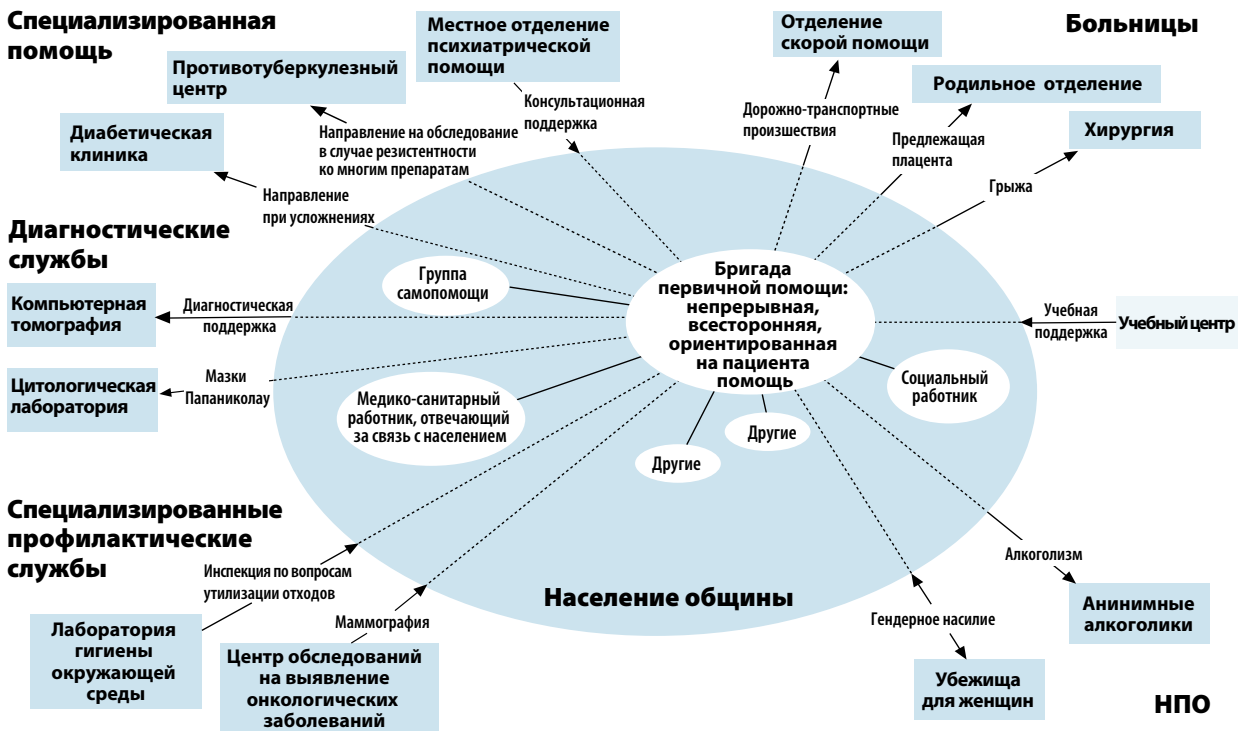 Специализированная
помощь
Местное отделение
психиатрической
помощи
Отделение
скорой помощи
Больницы
Противотуберкулезный
центр
Родильное отделение
Консультационная
поддержка
Дорожно-транспортные
произшествия
Диабетическая
клиника
Направление на обследование
в случае резистентности
ко многим препаратам
Предлежащая
плацента
Хирургия
Направление
при усложнениях
Грыжа
Диагностические
службы
Группа
самопомощи
Бригада
первичной помощи:
непрерывная,
всесторонняя,
ориентированная
на пациента
помощь
Компьютерная
томография
Диагностическая
поддержка
Учебная
поддержка
Учебный центр
Цитологическая
лаборатория
Мазки
Папаниколау
Медико-санитарный
работник, отвечающий
за связь с населением
Социальный
работник
Другие
Другие
Специализированные
профилактические
службы
Инспекция по вопросам
утилизации отходов
Алкоголизм
Население общины
Маммография
Гендерное насилие
Анинимные
алкоголики
Лаборатория
гигиены
окружающей
среды
Центр обследований
на выявление
онкологических
заболеваний
Убежища
для женщин
НПО